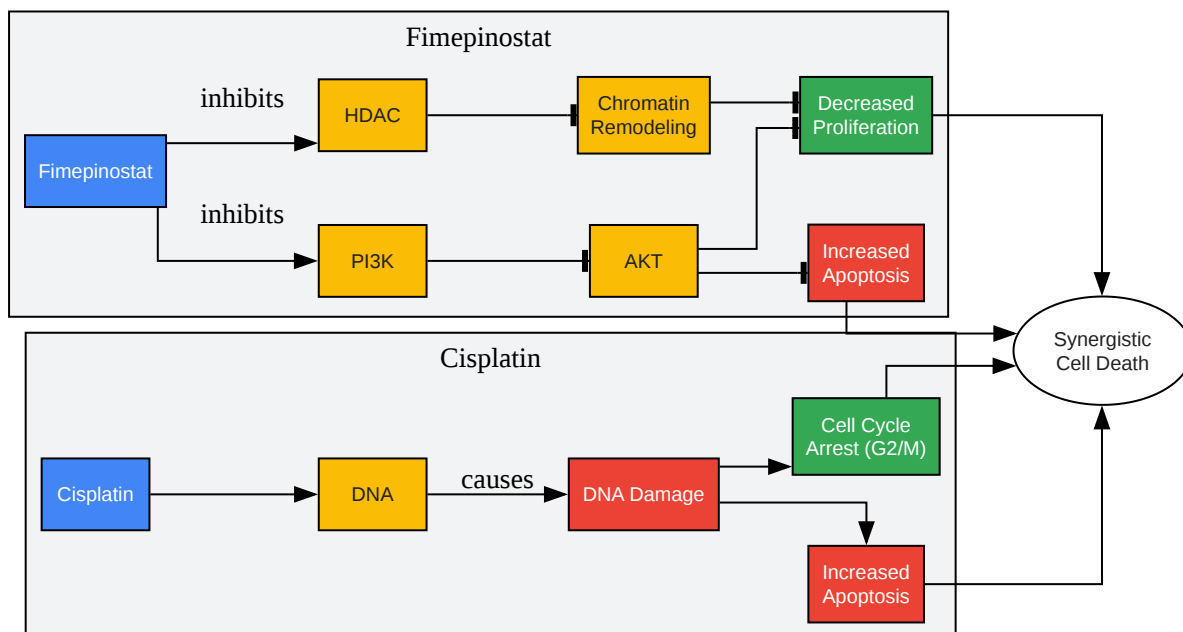 Fimepinostat
inhibits
HDAC
Chromatin
Remodeling
Decreased
Proliferation
Fimepinostat
inhibits
PI3K
AKT
Increased
Apoptosis
Synergistic
Cell Death
Cisplatin
Cell Cycle
Arrest (G2/M)
Cisplatin
DNA
causes
DNA Damage
Increased
Apoptosis